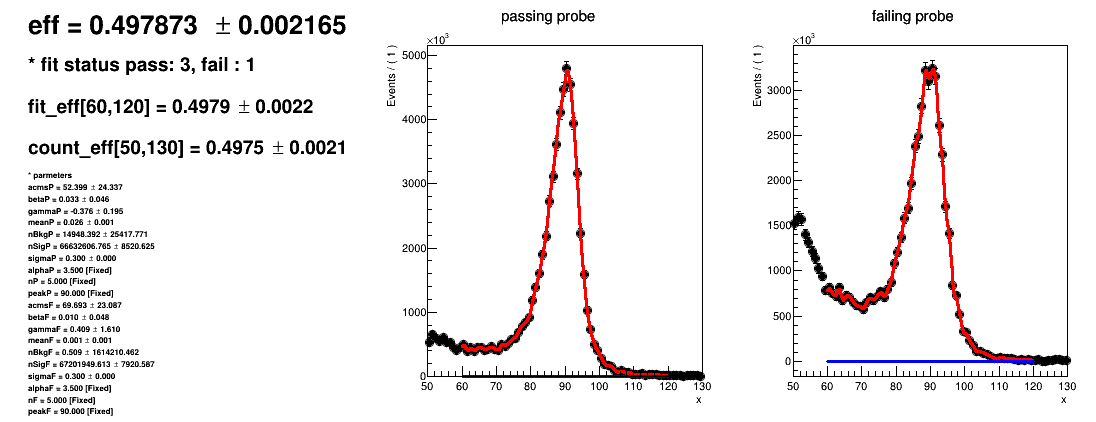 eff = 0.497873 ± 0.002165
* fit status pass: 3, fail : 1
fit_eff[60,120] = 0.4979 ± 0.0022
count_eff[50,130] = 0.4975 ± 0.0021
* parmeters
acmsP = 52.399 ± 24.337
betaP = 0.033 ± 0.046
gammaP = -0.376 ± 0.195
meanP = 0.026 ± 0.001
nBkgP = 14948.392 ± 25417.771
nSigP = 66632606.765 ± 8520.625
sigmaP = 0.300 ± 0.000
alphaP = 3.500 [Fixed]
nP = 5.000 [Fixed]
peakP = 90.000 [Fixed]
acmsF = 69.693 ± 23.087
betaF = 0.010 ± 0.048
gammaF = 0.409 ± 1.610
meanF = 0.001 ± 0.001
nBkgF = 0.509 ± 1614210.462
nSigF = 67201949.613 ± 7920.587
sigmaF = 0.300 ± 0.000
alphaF = 3.500 [Fixed]
nF = 5.000 [Fixed]
peakF = 90.000 [Fixed]
passing probe
×10³
Events / ( 1 )
5000
4000
3000
2000
1000
0
50 60 70 80 90 100 110 120 130
x
failing probe
×10³
Events / ( 1 )
3000
2500
2000
1500
1000
500
0
50 60 70 80 90 100 110 120 130
x